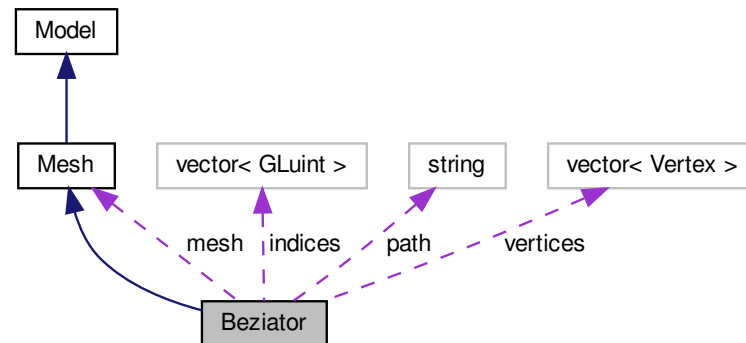 Model
Mesh
vector< GLuint >
string
vector< Vertex >
mesh
indices
path
vertices
Beziator